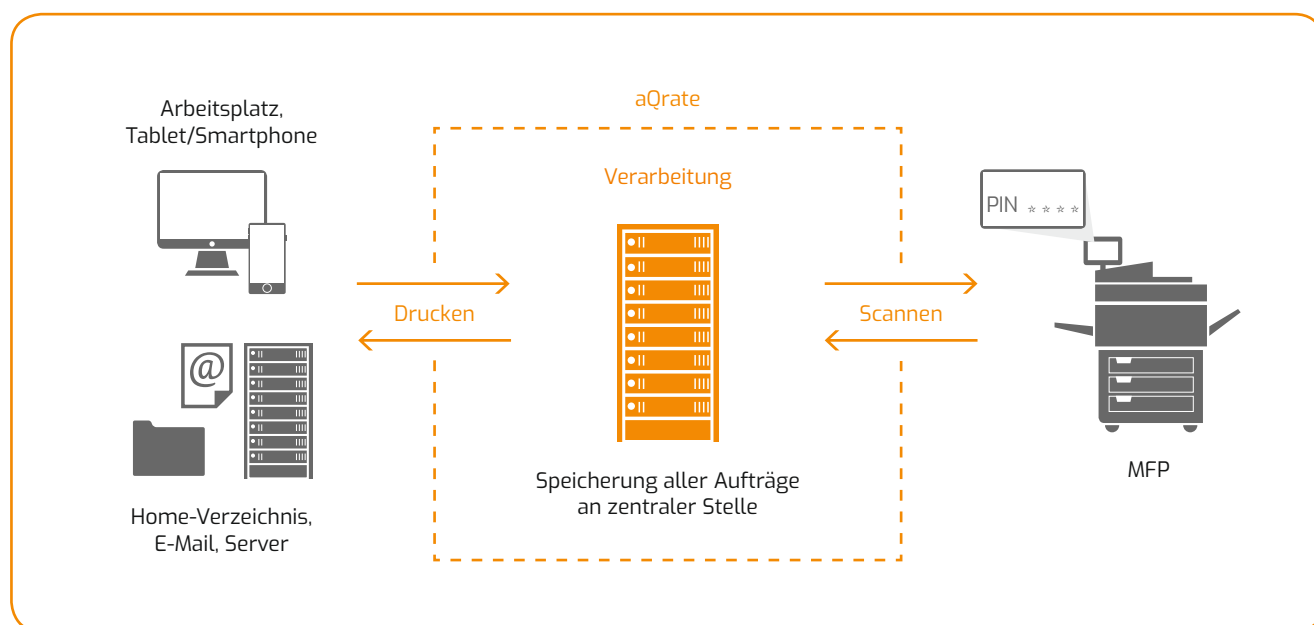 aQrate
Arbeitsplatz,
Tablet/Smartphone
Verarbeitung
PIN ****
Drucken
Scannen
@
Speicherung aller Aufträge
an zentraler Stelle
MFP
Home-Verzeichnis,
E-Mail, Server